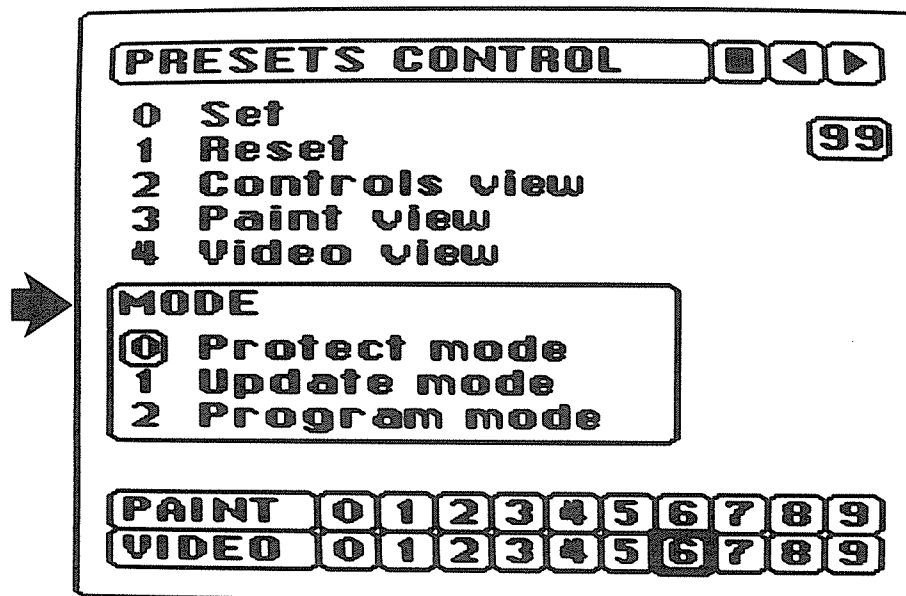 PRESETS CONTROL
0 Set
99
1 Reset
2 Controls view
3 Paint view
4 Video view
MODE
0 Protect mode
1 Update mode
2 Program mode
PAINT 0 1 2 3 4 5 6 7 8 9
VIDEO 0 1 2 3 4 5 6 7 8 9